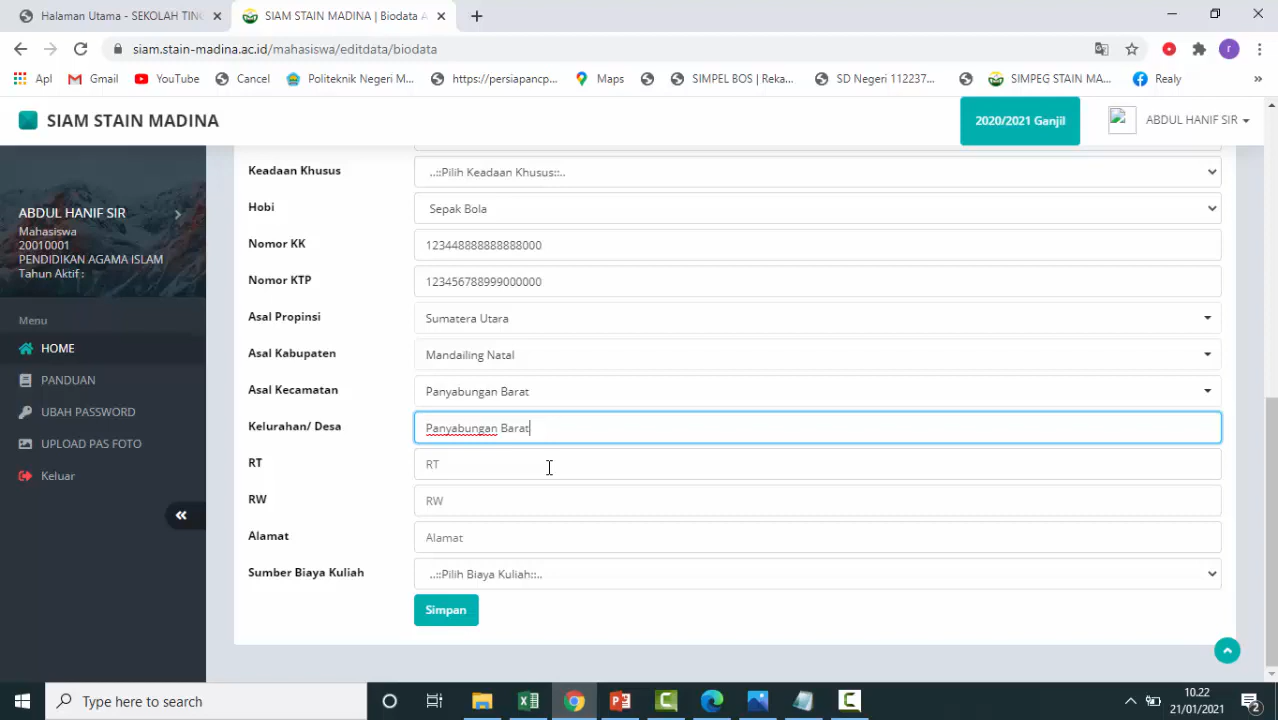 Halaman Utama - SEKOLAH TING
SIAM STAIN MADINA | Biodata A
siam.stain-madina.ac.id/mahasiswa/editdata/biodata
r
Apl
Gmail
YouTube
Cancel
Politeknik Negeri M...
https://persiapancp...
Maps
SIMPEL BOS | Reka...
SD Negeri 112237...
SIMPEG STAIN MA...
Realy
»
SIAM STAIN MADINA
2020/2021 Ganjil
ABDUL HANIF SIR
ABDUL HANIF SIR
Mahasiswa
20010001
PENDIDIKAN AGAMA ISLAM
Tahun Aktif :
Menu
HOME
PANDUAN
UBAH PASSWORD
UPLOAD PAS FOTO
Keluar
Keadaan Khusus
..::Pilih Keadaan Khusus::..
Hobi
Sepak Bola
Nomor KK
123448888888888000
Nomor KTP
123456788999000000
Asal Propinsi
Sumatera Utara
Asal Kabupaten
Mandailing Natal
Asal Kecamatan
Panyabungan Barat
Kelurahan/ Desa
Panyabungan Barat
RT
RT
RW
RW
Alamat
Alamat
Sumber Biaya Kuliah
..::Pilih Biaya Kuliah::..
Simpan
Type here to search
10.22
21/01/2021
2